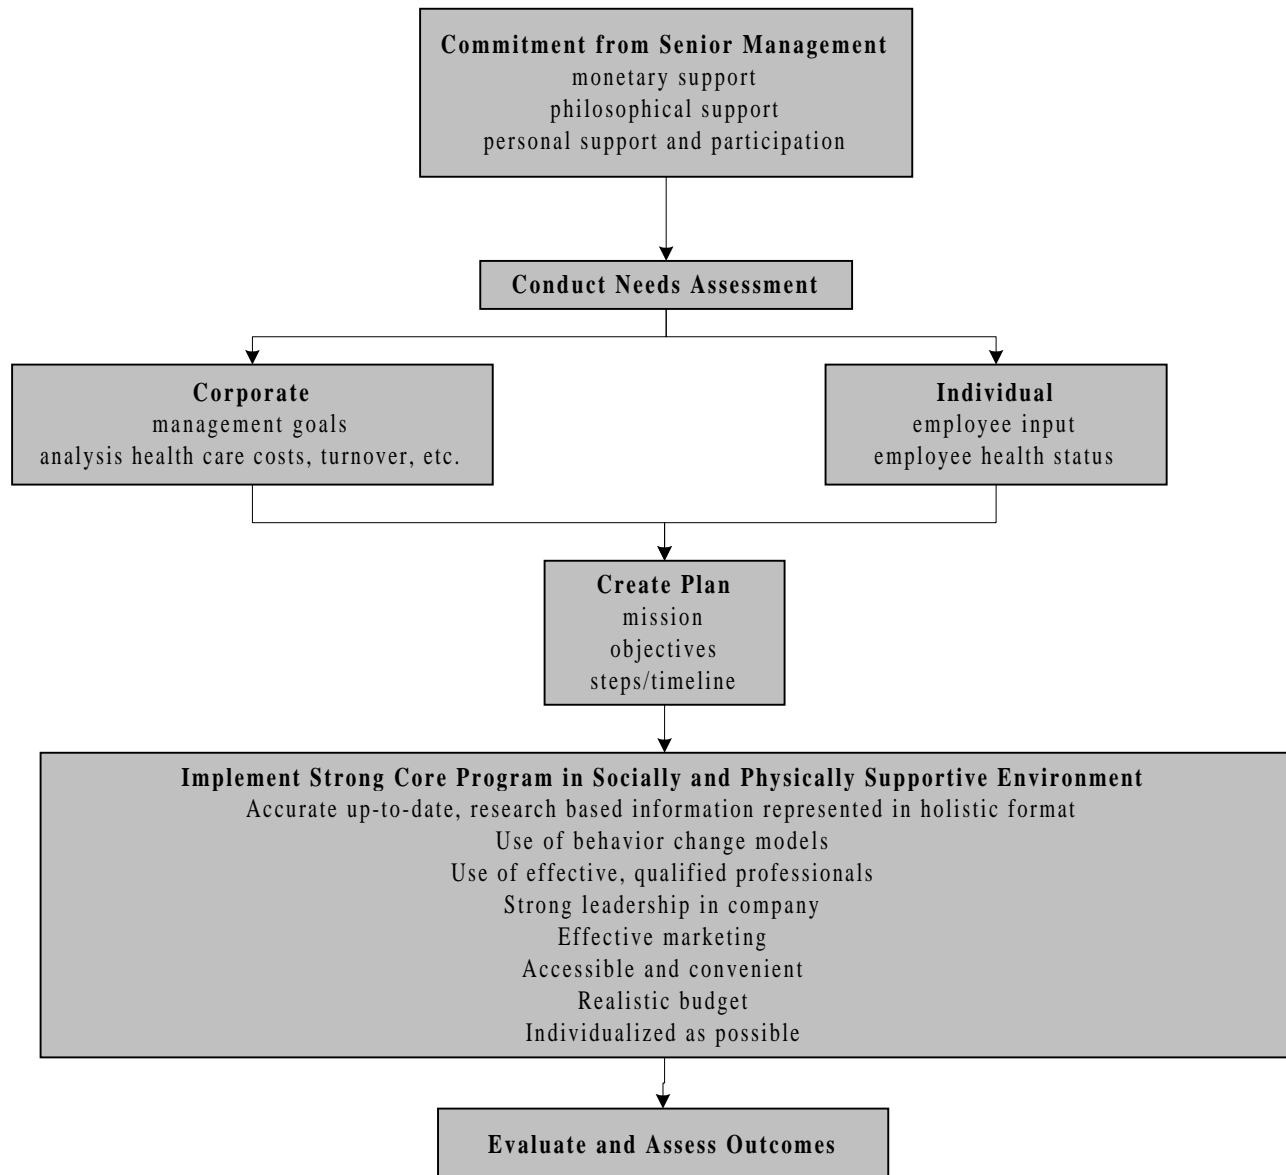 Commitment from Senior Management
monetary support
philosophical support
personal support and participation
Conduct Needs Assessment
Corporate
management goals
analysis health care costs, turnover, etc.
Individual
employee input
employee health status
Create Plan
mission
objectives
steps/timeline
Implement Strong Core Program in Socially and Physically Supportive Environment
Accurate up-to-date, research based information represented in holistic format
Use of behavior change models
Use of effective, qualified professionals
Strong leadership in company
Effective marketing
Accessible and convenient
Realistic budget
Individualized as possible
Evaluate and Assess Outcomes